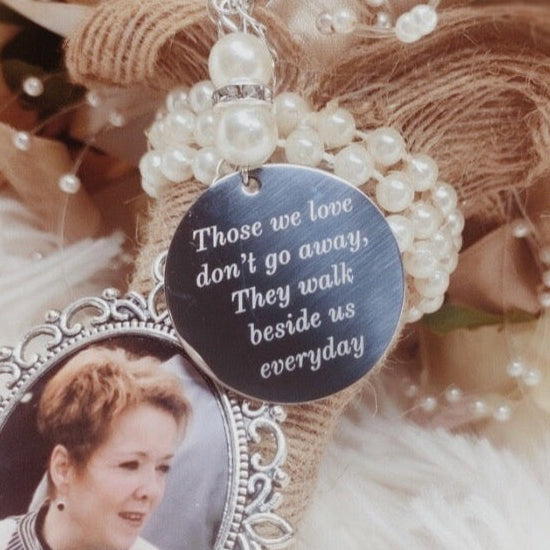 Those we love
don't go away,
They walk
beside us
everyday